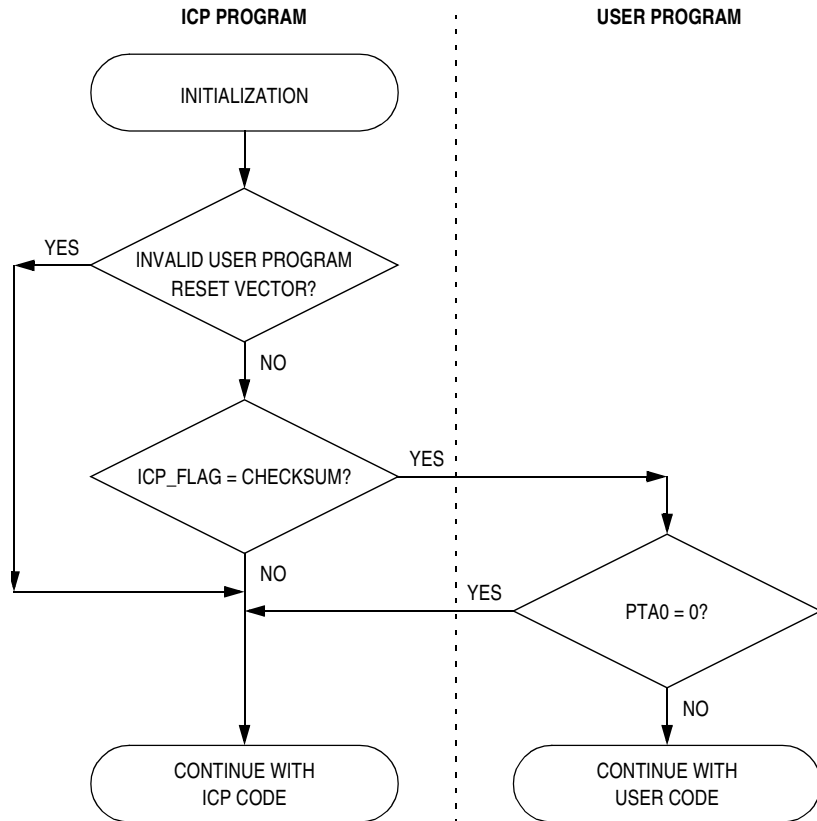 ICP PROGRAM
USER PROGRAM
INITIALIZATION
YES
INVALID USER PROGRAM
RESET VECTOR?
NO
ICP_FLAG = CHECKSUM?
YES
NO
YES
PTA0 = 0?
NO
CONTINUE WITH
ICP CODE
CONTINUE WITH
USER CODE